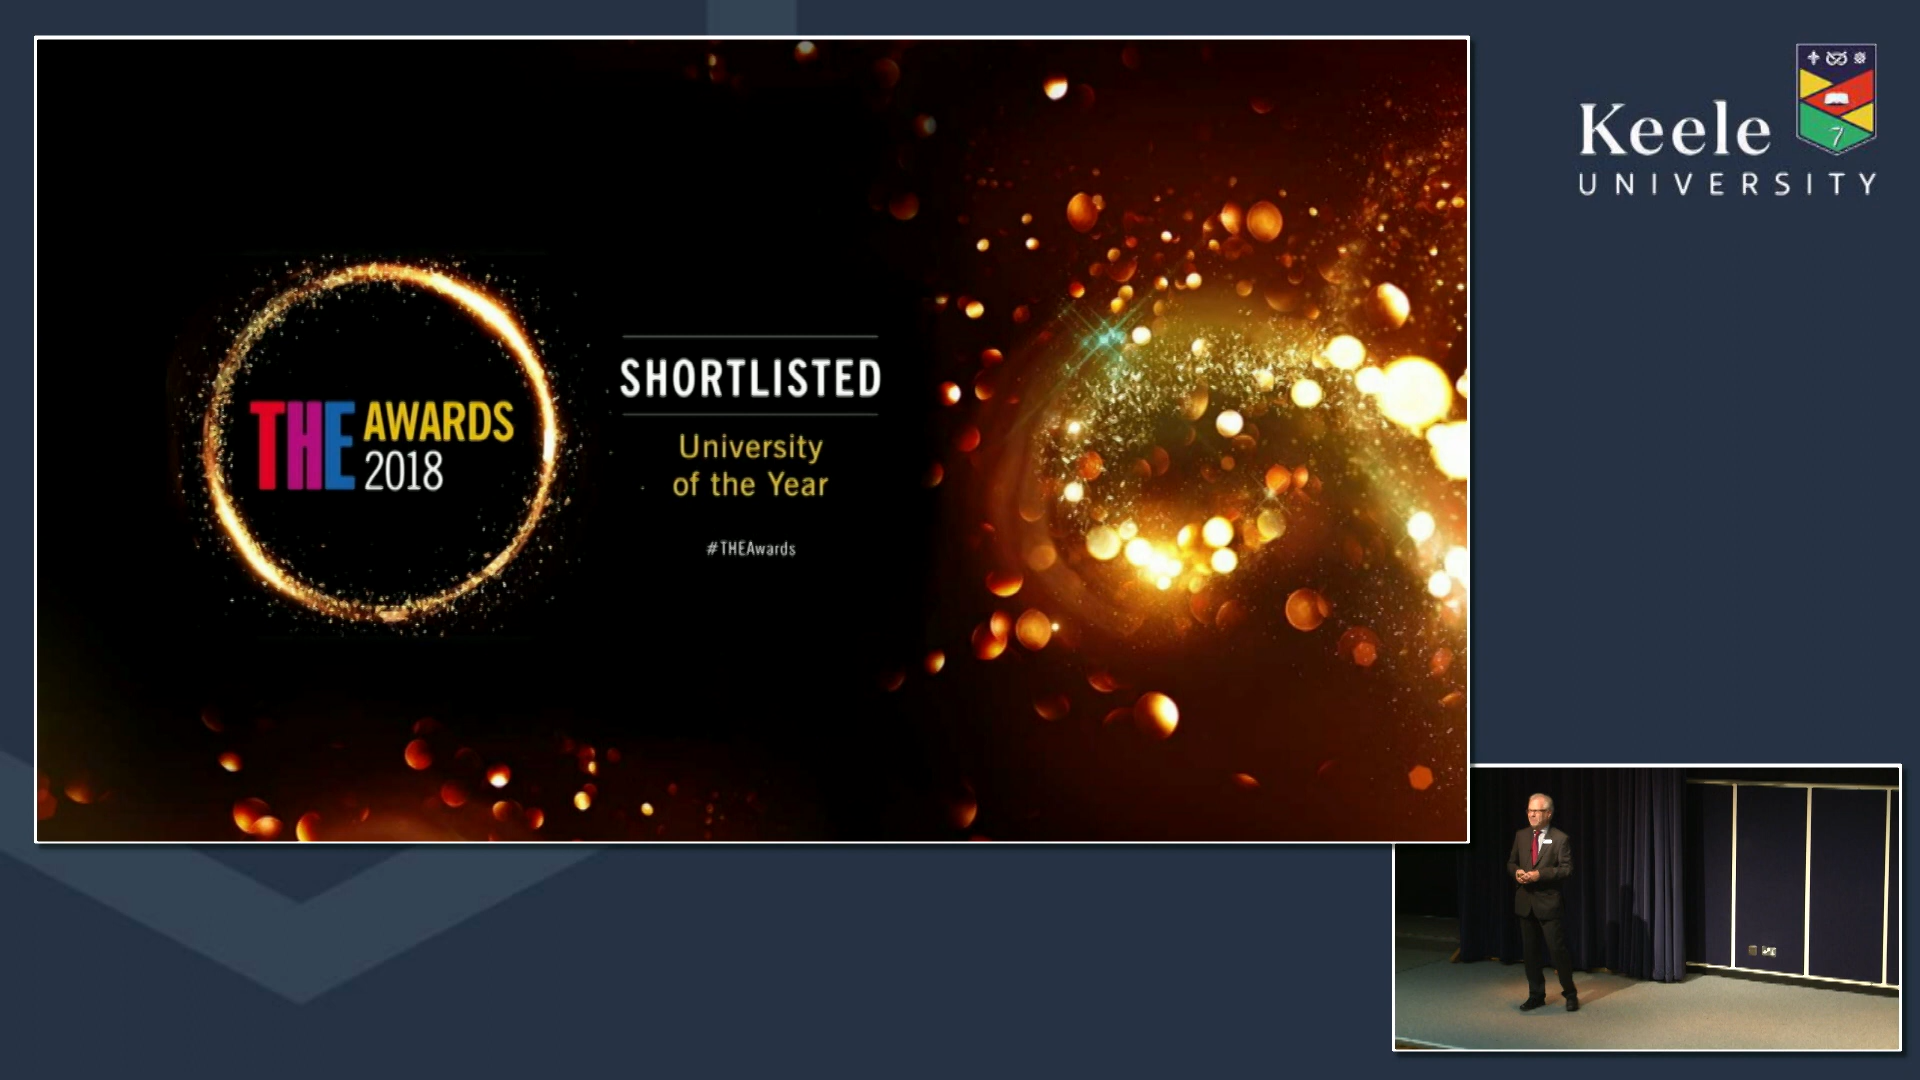 THE AWARDS
2018
SHORTLISTED
University
of the Year
#THEAwards
Keele
UNIVERSITY